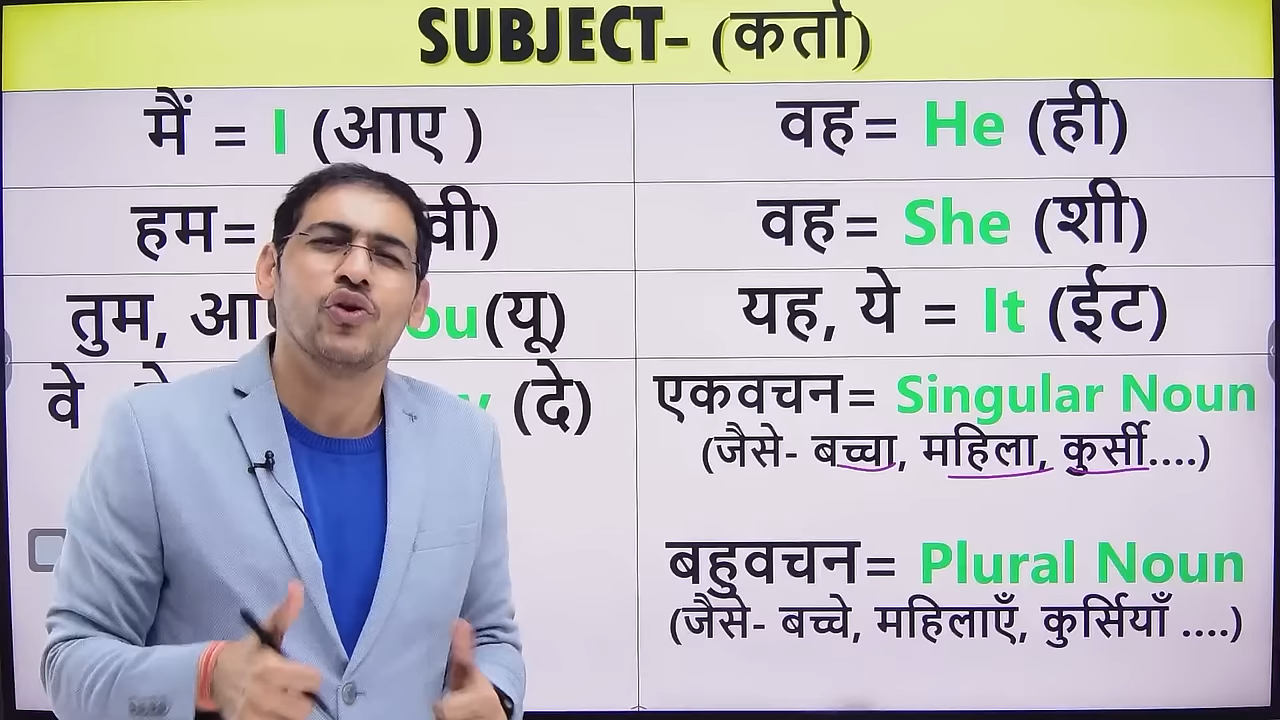 SUBJECT- (कर्ता)
मैं = I (आए )
वह= He (ही)
हम= वी)
वह= She (शी)
तुम, (यू)
यह, ये = It (ईट)
वे (दे)
एकवचन= Singular Noun
(जैसे- बच्चा, महिला, कुर्सी....)
बहुवचन= Plural Noun
(जैसे- बच्चे, महिलाएँ, कुर्सियाँ ....)